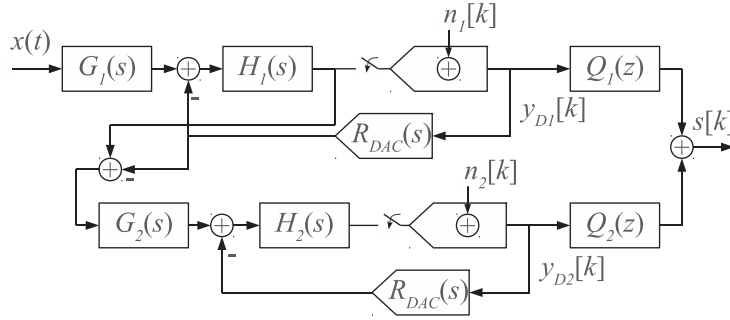 x(t)
G₁(s)
H₁(s)
n₁[k]
Q₁(z)
y_D1[k]
s[k]
R_DAC(s)
n₂[k]
G₂(s)
H₂(s)
Q₂(z)
y_D2[k]
R_DAC(s)